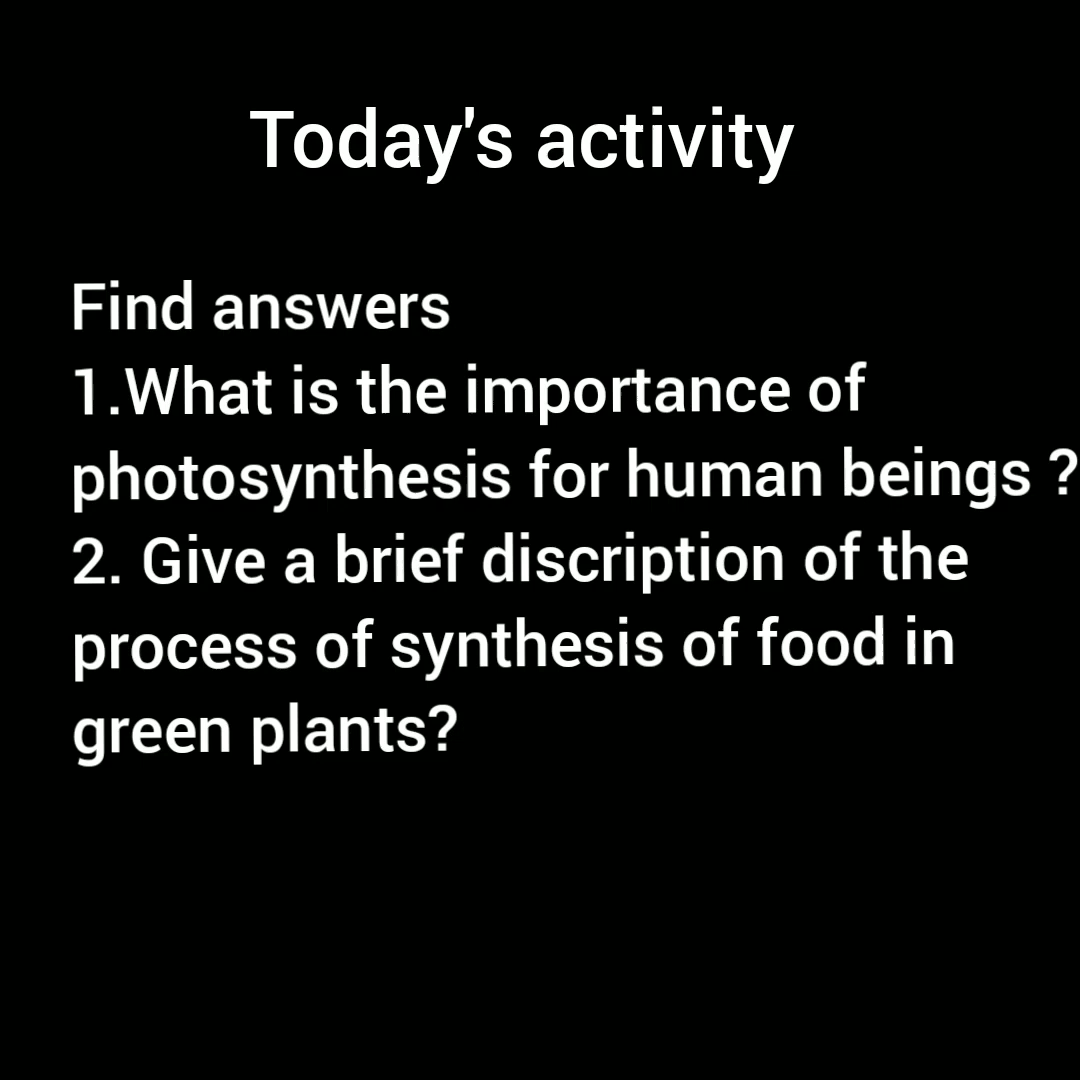 Today's activity
Find answers
1.What is the importance of
photosynthesis for human beings ?
2. Give a brief discription of the
process of synthesis of food in
green plants?